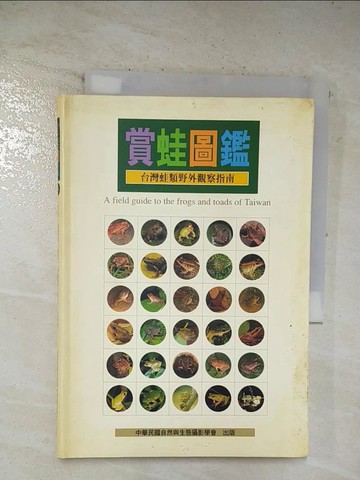 賞蛙圖鑑
台灣蛙類野外觀察指南
A field guide to the frogs and toads of Taiwan
中華民國自然與生態攝影學會 出版